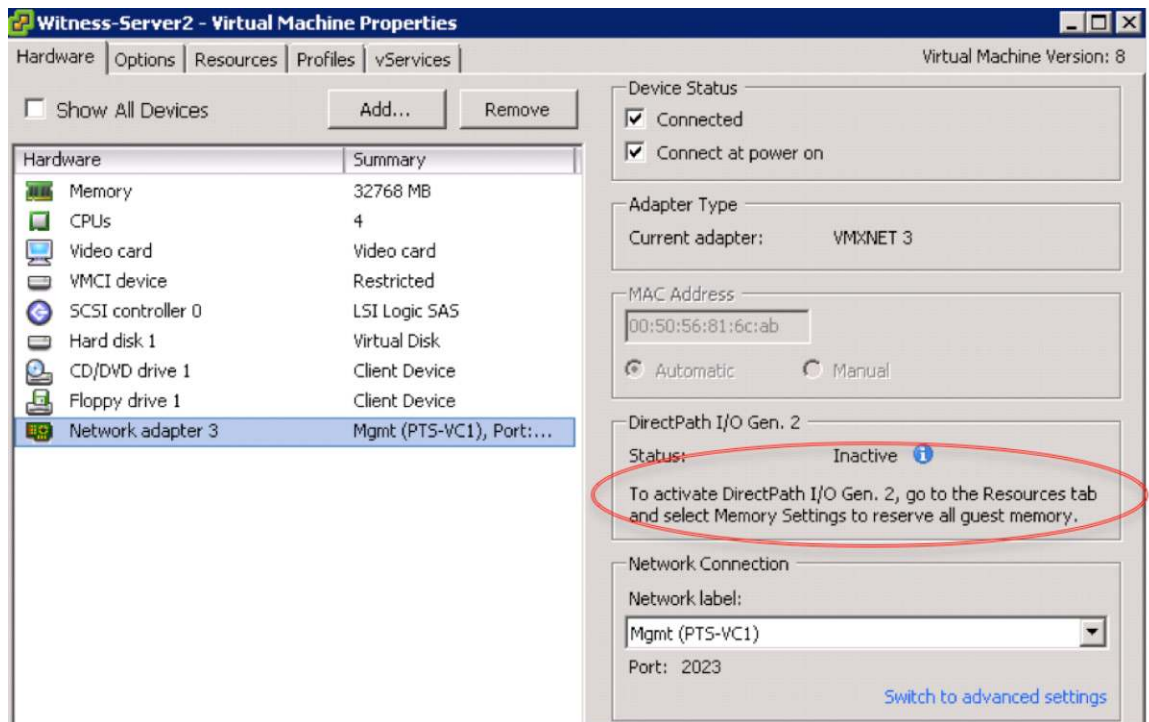 Witness-Server2 - Virtual Machine Properties
Hardware Options Resources Profiles vServices Virtual Machine Version: 8
Show All Devices Add... Remove
Hardware Summary
Memory 32768 MB
CPUs 4
Video card Video card
VMCI device Restricted
SCSI controller 0 LSI Logic SAS
Hard disk 1 Virtual Disk
CD/DVD drive 1 Client Device
Floppy drive 1 Client Device
Network adapter 3 Mgmt (PTS-VC1), Port:...
Device Status
Connected
Connect at power on
Adapter Type
Current adapter: VMXNET 3
MAC Address
00:50:56:81:6c:ab
Automatic Manual
DirectPath I/O Gen. 2
Status: Inactive
To activate DirectPath I/O Gen. 2, go to the Resources tab
and select Memory Settings to reserve all guest memory.
Network Connection
Network label:
Mgmt (PTS-VC1)
Port: 2023
Switch to advanced settings